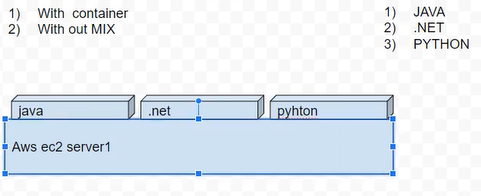 1) With container
2) With out MIX
1) JAVA
2) .NET
3) PYTHON
java
.net
pyhton
Aws ec2 server1